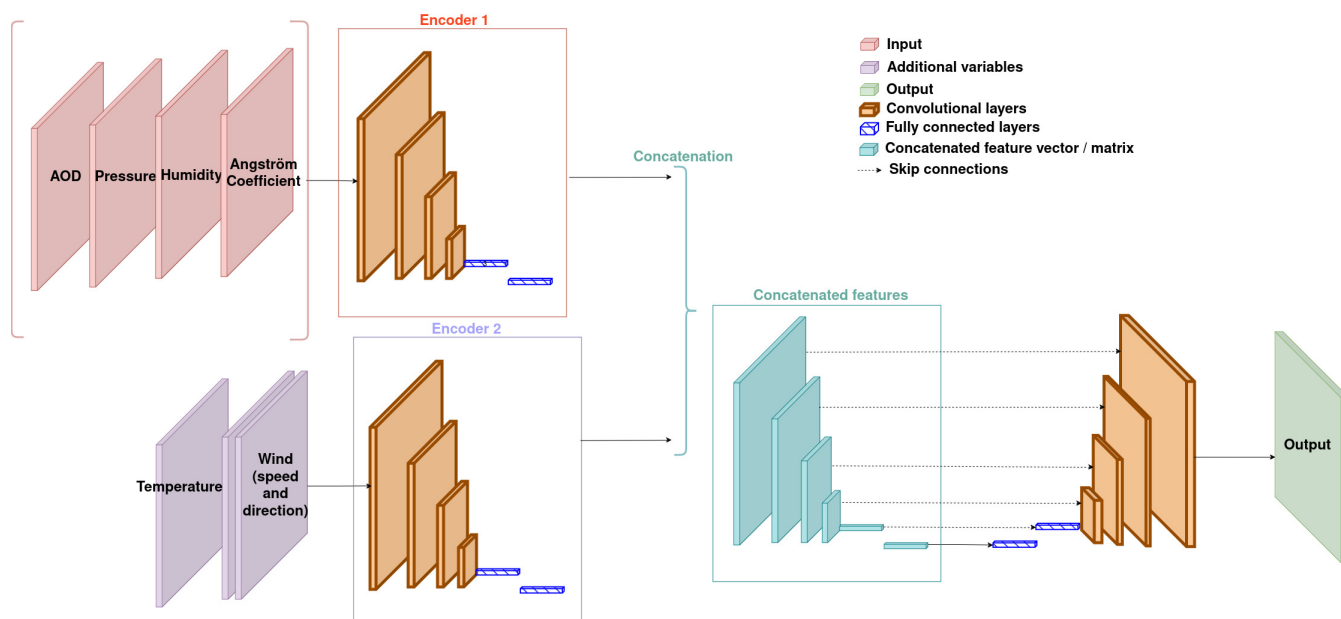 Encoder 1
Input
Additional variables
Output
Convolutional layers
Fully connected layers
Concatenated feature vector / matrix
Skip connections
AOD
Pressure
Humidity
Angström
Coefficient
Concatenation
Encoder 2
Concatenated features
Temperature
Wind
(speed
and
direction)
Output